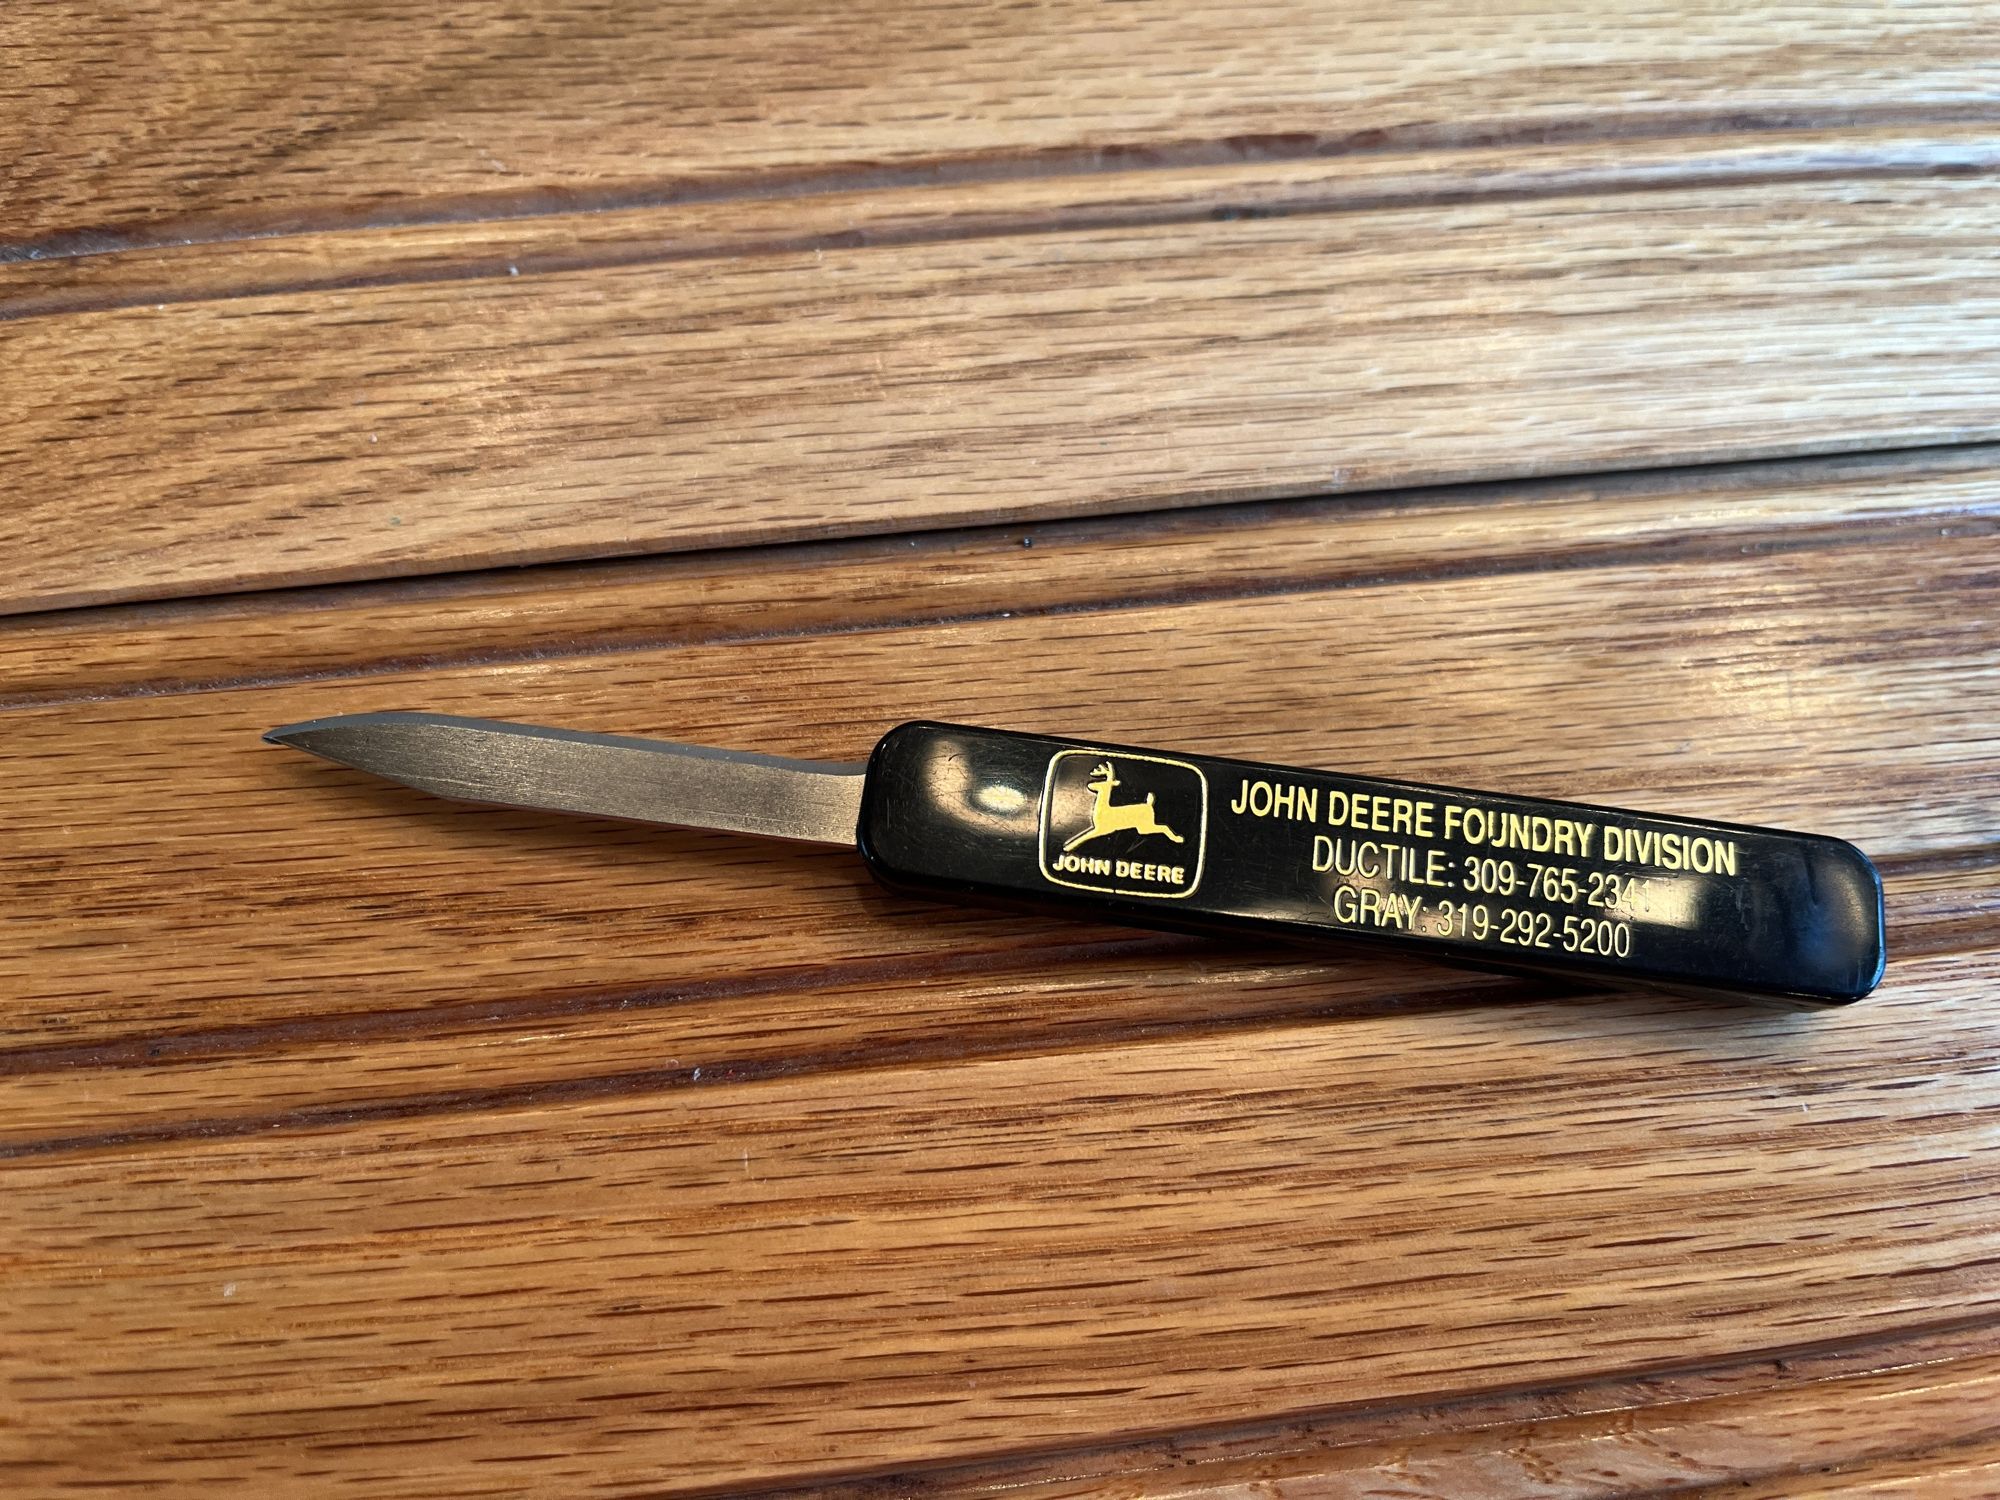 JOHN DEERE
JOHN DEERE FOUNDRY DIVISION
DUCTILE: 309-765-2341
GRAY: 319-292-5200